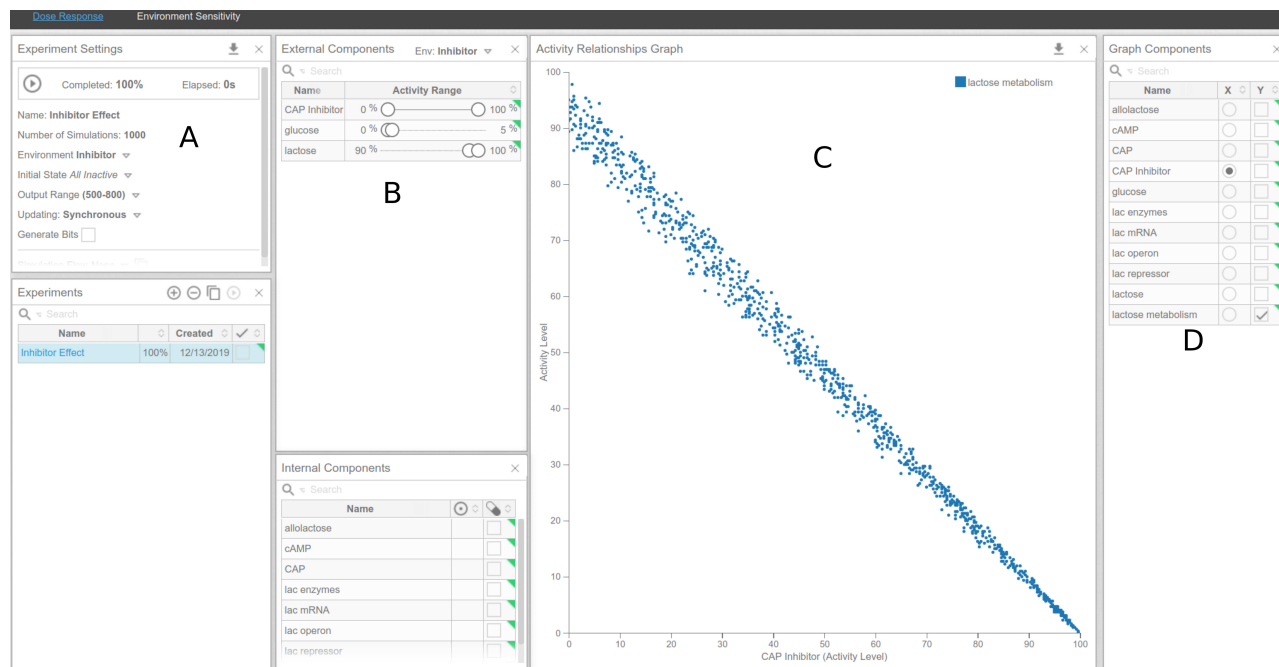 Dose Response Environment Sensitivity
Experiment Settings
Completed: 100% Elapsed: 0s
Name: Inhibitor Effect
Number of Simulations: 1000
Environment Inhibitor
Initial State All Inactive
Output Range (500-800)
Updating: Synchronous
Generate Bits
A
Experiments
Search
Name Created
Inhibitor Effect 100% 12/13/2019
External Components Env: Inhibitor
Search
Name Activity Range
CAP Inhibitor 0 % 100 %
glucose 0 % 5 %
lactose 90 % 100 %
B
Internal Components
Search
Name
allolactose
cAMP
CAP
lac enzymes
lac mRNA
lac operon
lac repressor
Activity Relationships Graph
lactose metabolism
C
100
90
80
70
60
50
40
30
20
10
0
Activity Level
0 10 20 30 40 50 60 70 80 90 100
CAP Inhibitor (Activity Level)
Graph Components
Search
Name X Y
allolactose
cAMP
CAP
CAP Inhibitor
glucose
lac enzymes
lac mRNA
lac operon
lac repressor
lactose
lactose metabolism
D